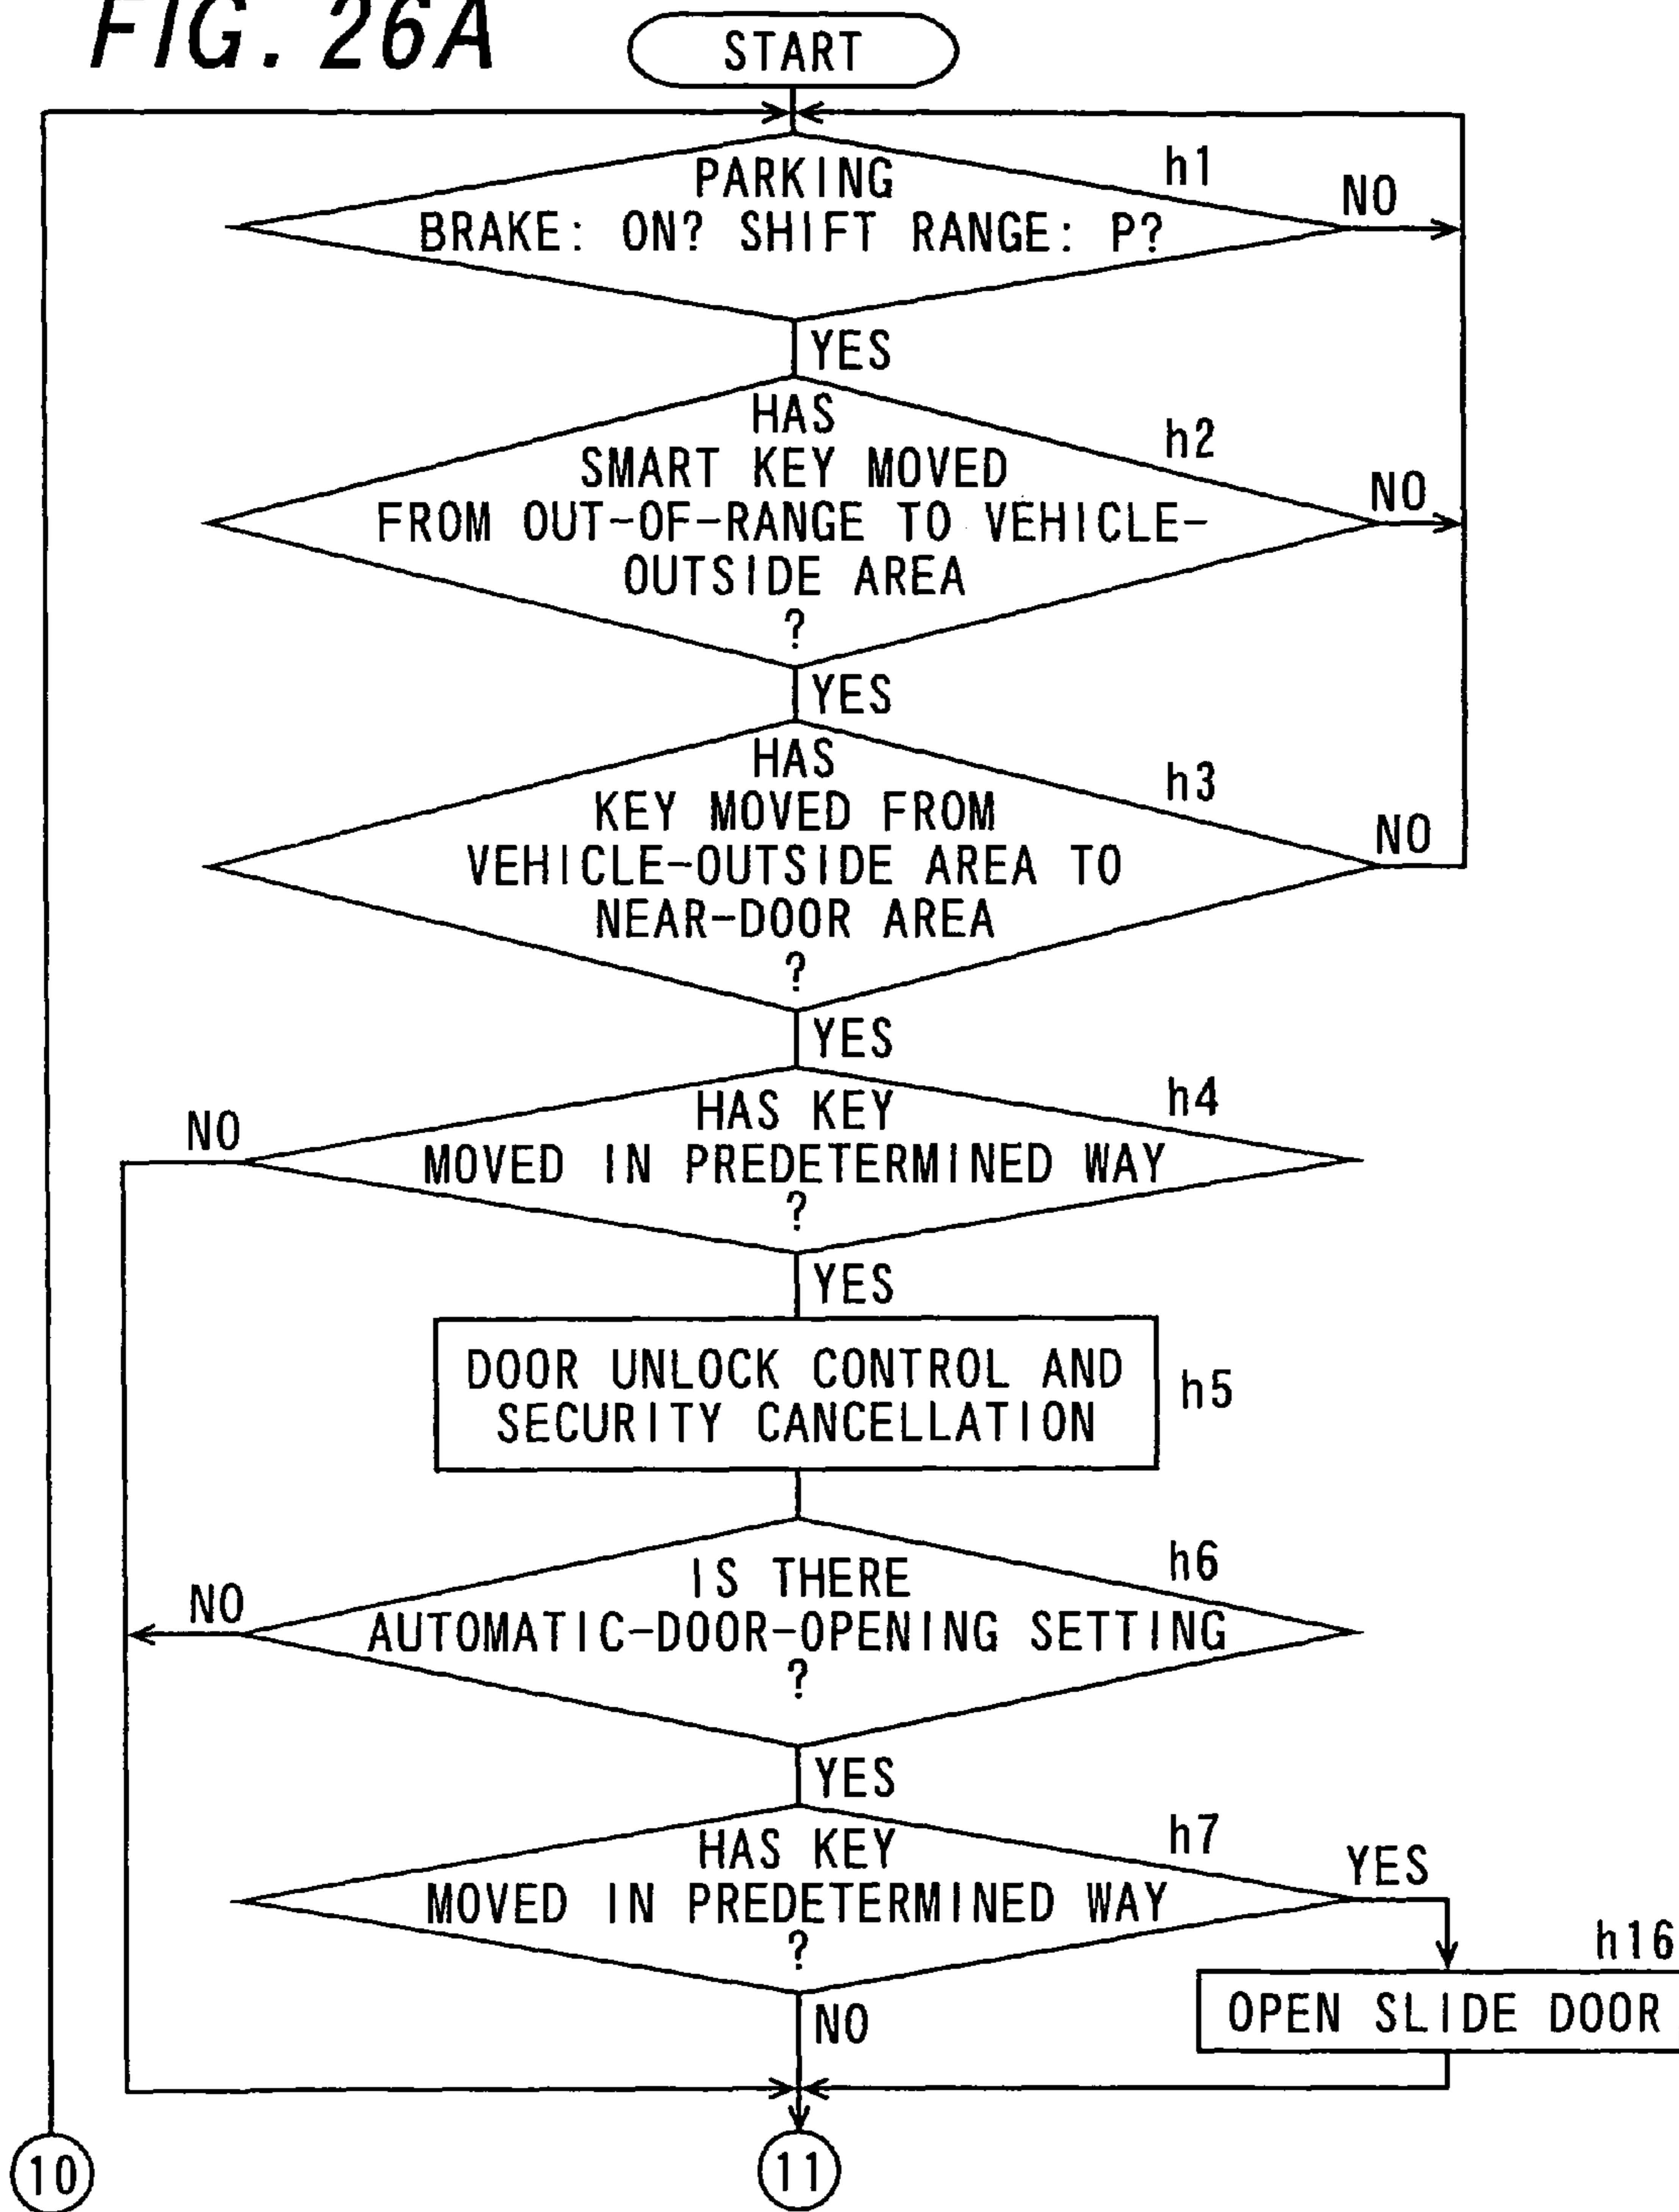 FIG. 26A
START
PARKING
BRAKE: ON? SHIFT RANGE: P?
h1
NO
YES
HAS
SMART KEY MOVED
FROM OUT-OF-RANGE TO VEHICLE-
OUTSIDE AREA
?
h2
NO
YES
HAS
KEY MOVED FROM
VEHICLE-OUTSIDE AREA TO
NEAR-DOOR AREA
?
h3
NO
YES
HAS KEY
MOVED IN PREDETERMINED WAY
?
h4
NO
YES
DOOR UNLOCK CONTROL AND
SECURITY CANCELLATION
h5
IS THERE
AUTOMATIC-DOOR-OPENING SETTING
?
h6
NO
YES
HAS KEY
MOVED IN PREDETERMINED WAY
?
h7
YES
h16
OPEN SLIDE DOOR
NO
10
11